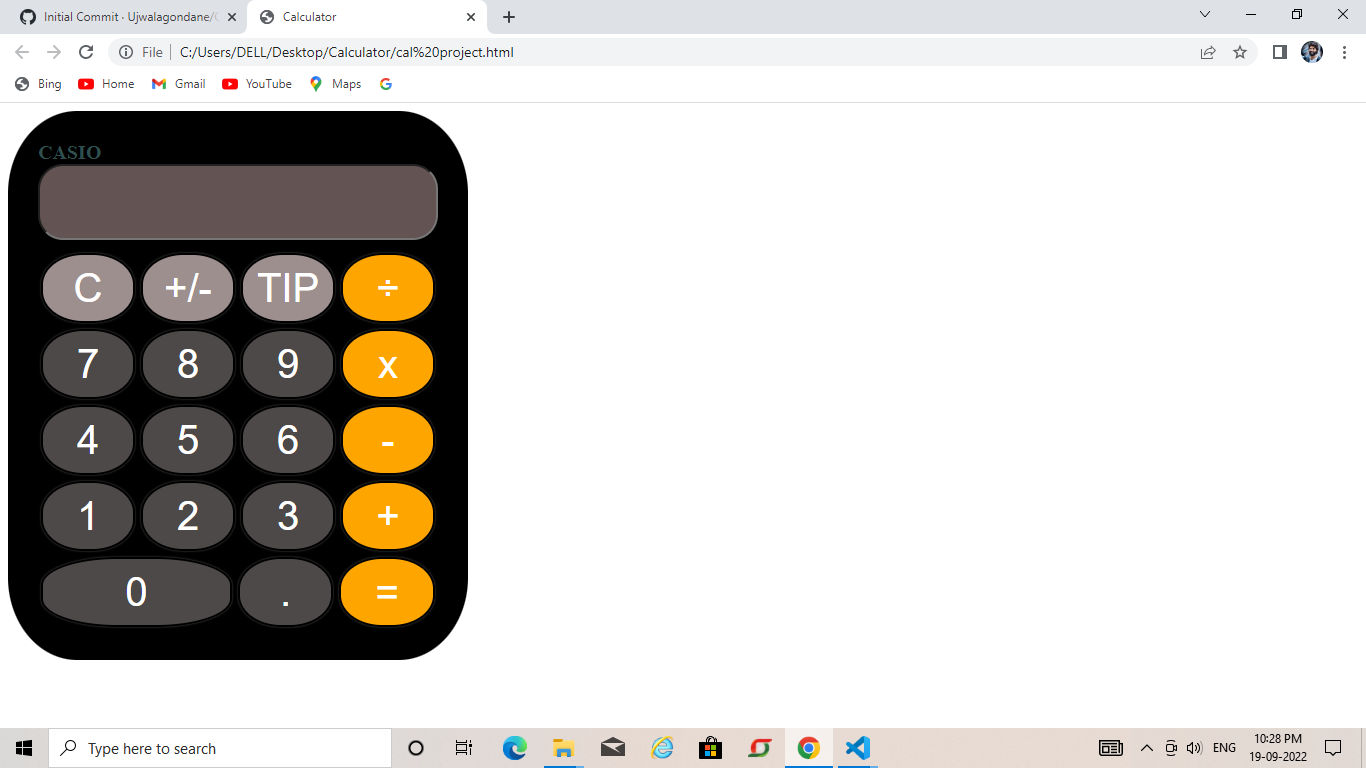 Initial Commit · Ujwalagondane/
Calculator
File
C:/Users/DELL/Desktop/Calculator/cal%20project.html
Bing Home Gmail YouTube Maps
CASIO
C +/- TIP ÷
7 8 9 x
4 5 6 -
1 2 3 +
0 . =
Type here to search
ENG
10:28 PM
19-09-2022